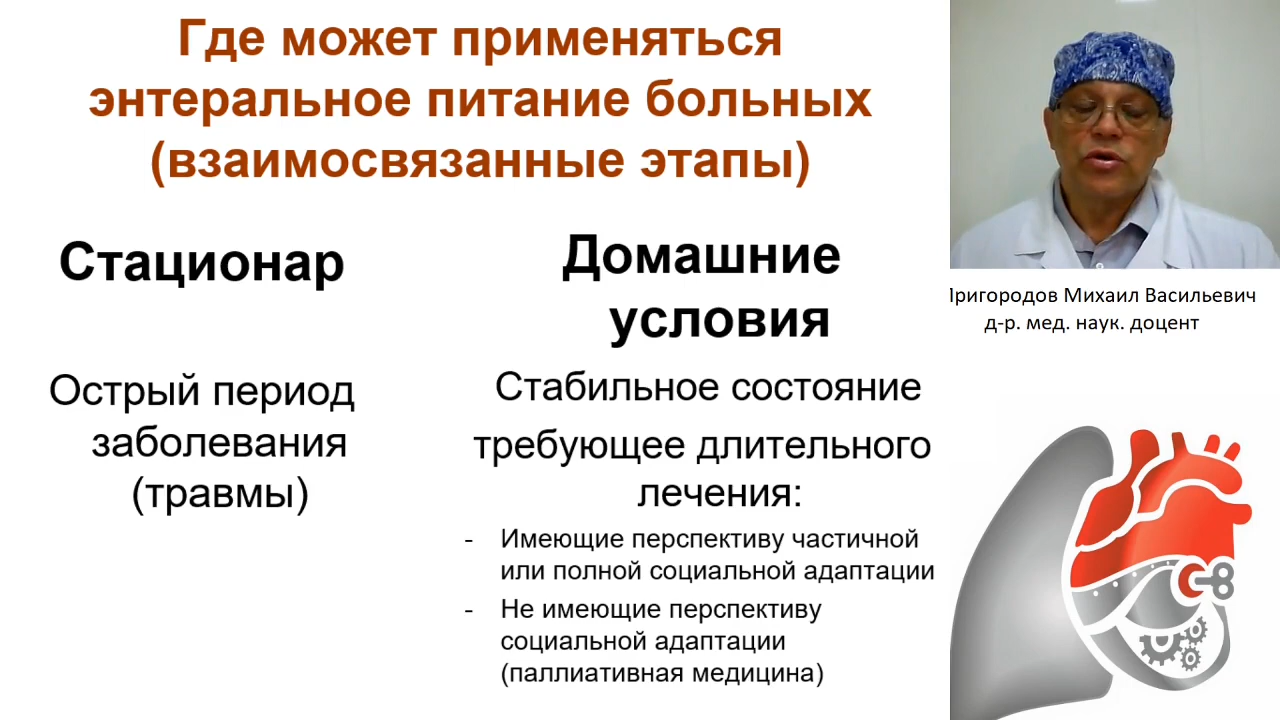 Где может применяться
энтеральное питание больных
(взаимосвязанные этапы)
Стационар
Острый период
заболевания
(травмы)
Домашние
условия
Стабильное состояние
требующее длительного
лечения:
- Имеющие перспективу частичной
или полной социальной адаптации
- Не имеющие перспективу
социальной адаптации
(паллиативная медицина)
Пригородов Михаил Васильевич
д-р. мед. наук. доцент